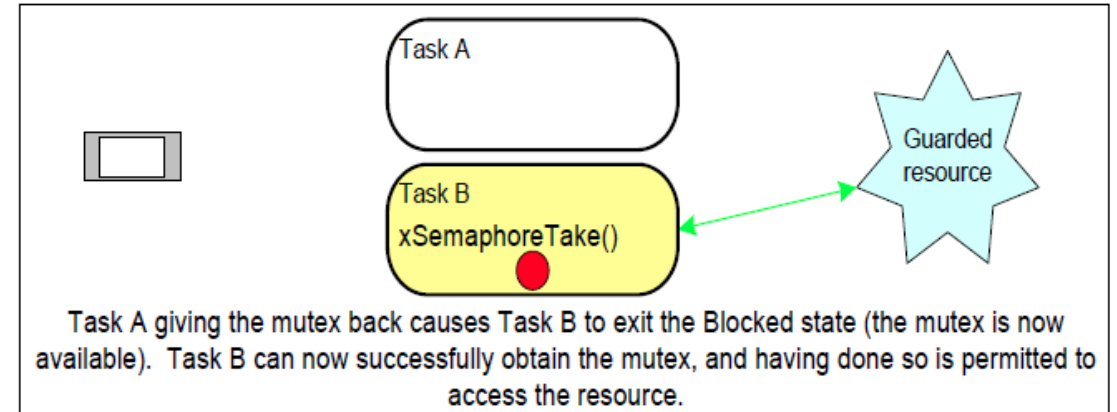 Task A
Guarded
resource
Task B
xSemaphoreTake()
Task A giving the mutex back causes Task B to exit the Blocked state (the mutex is now
available).  Task B can now successfully obtain the mutex, and having done so is permitted to
access the resource.